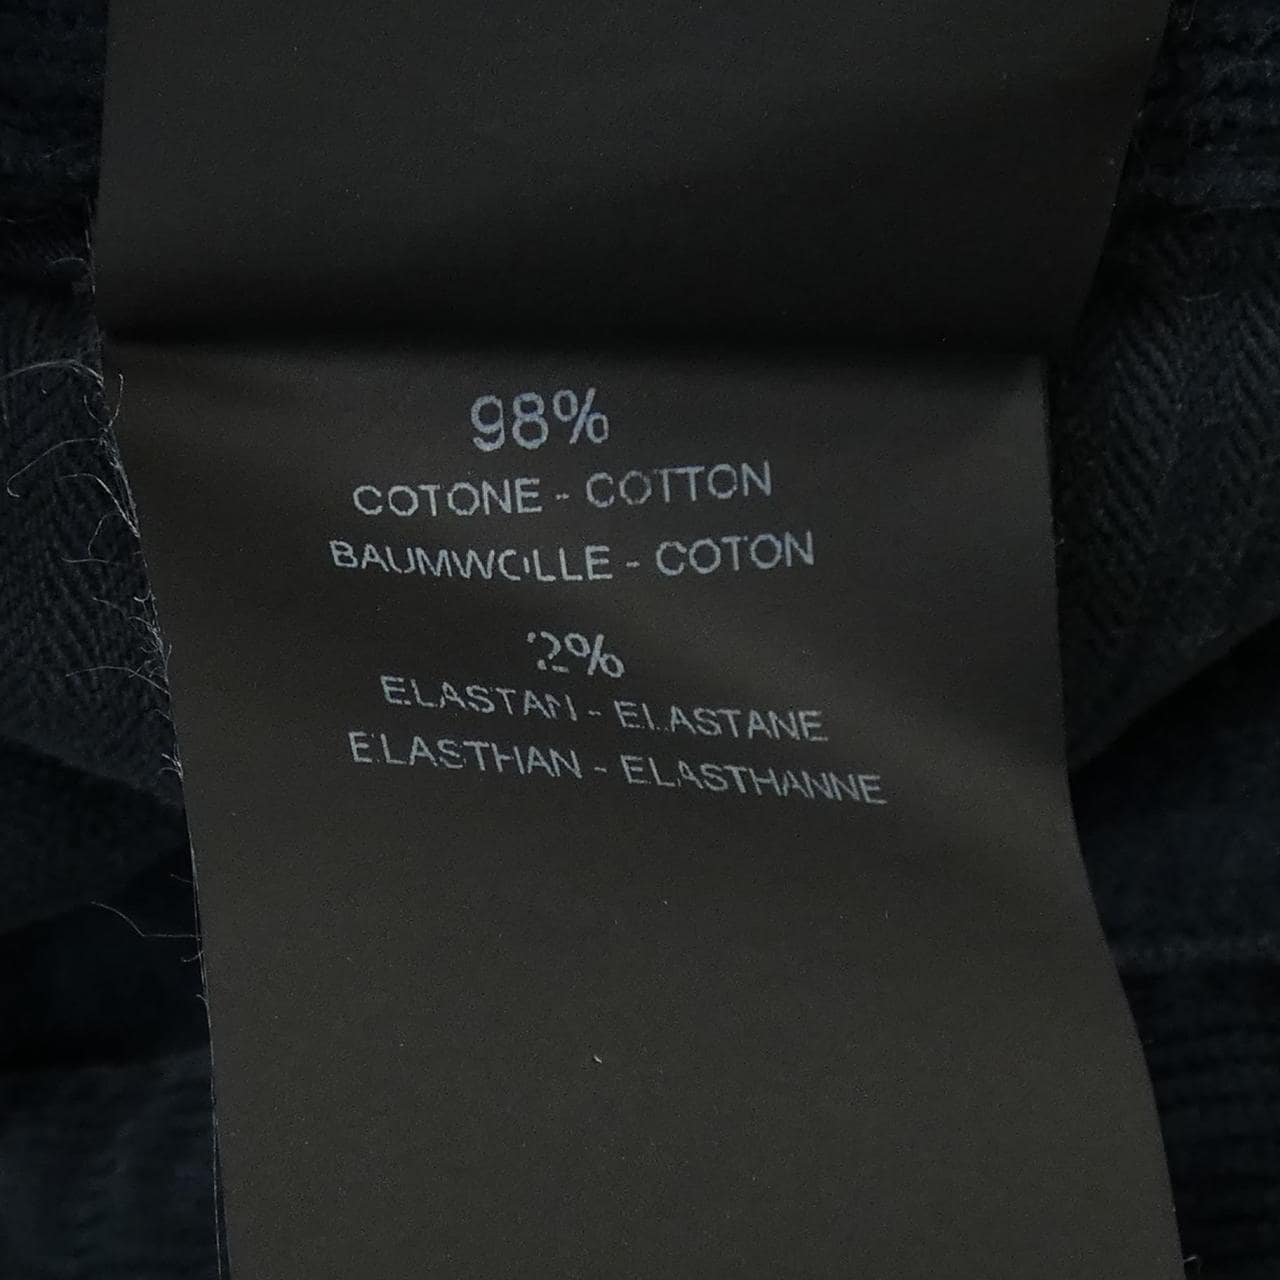 98%
COTONE - COTTON
BAUMWOLLE - COTON
2%
ELASTAN - ELASTANE
ELASTHAN - ELASTHANNE